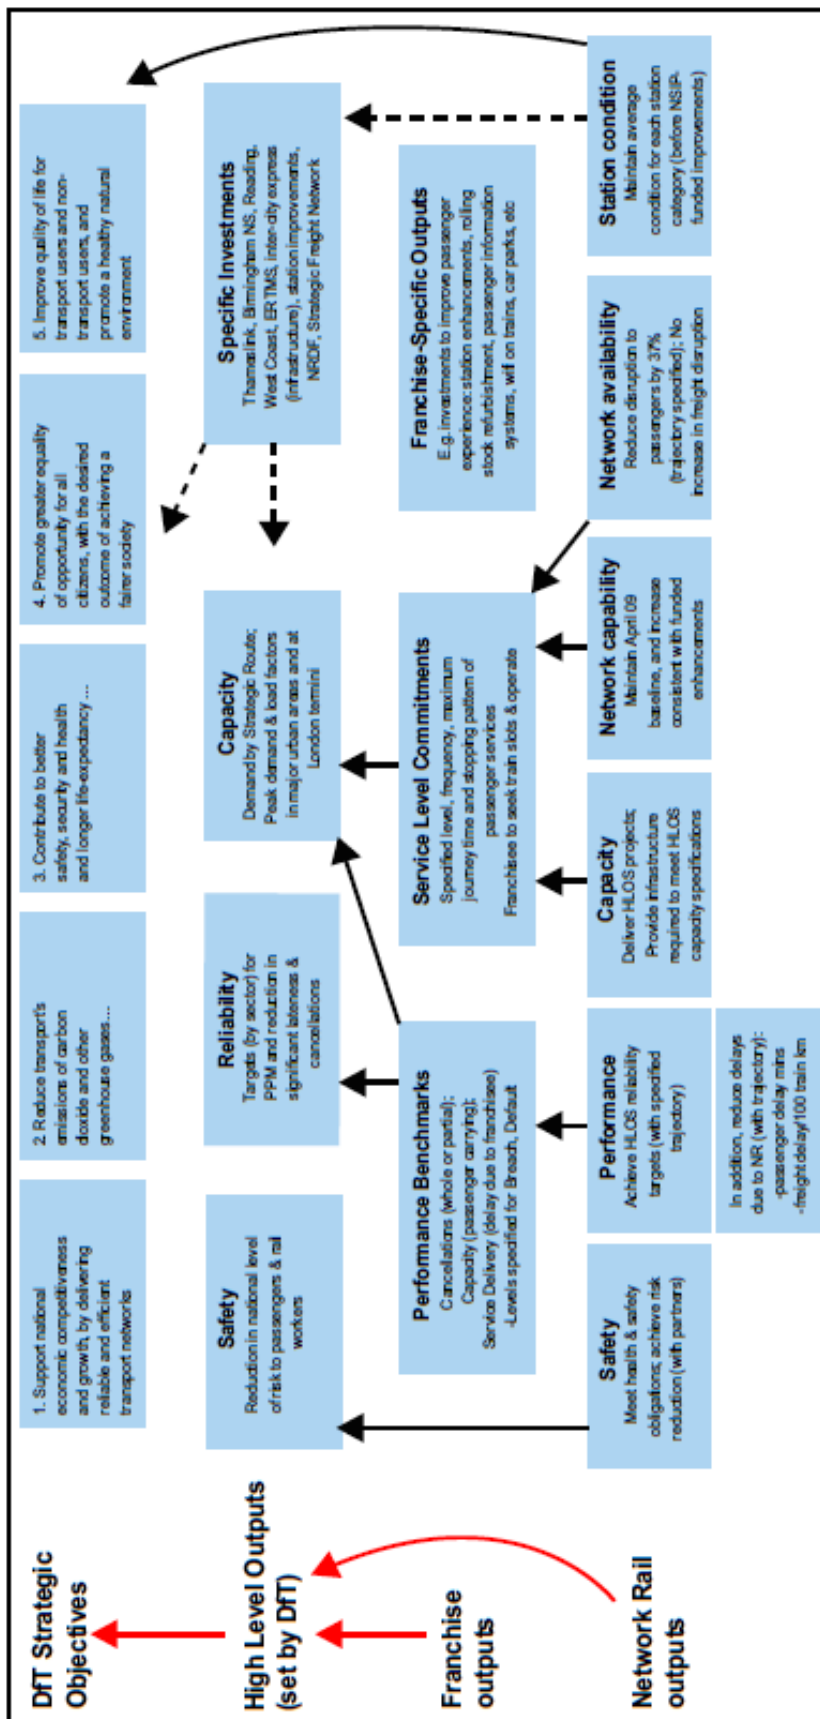 DfT Strategic
Objectives
1. Support national
economic competitiveness
and growth, by delivering
reliable and efficient
transport networks
2. Reduce transport's
emissions of carbon
dioxide and other
greenhouse gases....
3. Contribute to better
safety, security and health
and longer life-expectancy ...
4. Promote greater equality
of opportunity for all
citizens, with the desired
outcome of achieving a
fairer society
5. Improve quality of life for
transport users and non-
transport users, and
promote a healthy natural
environment
High Level Outputs
(set by DfT)
Safety
Reduction in national level
of risk to passengers & rail
workers
Reliability
Targets (by sector) for
PPM and reduction in
significant lateness &
cancellations
Capacity
Demand by Strategic Route;
Peak demand & load factors
in major urban areas and at
London termini
Specific Investments
Thameslink, Birmingham NS, Reading,
West Coast, ERTMS, inter-city express
(infrastructure), station improvements,
NRDF, Strategic Freight Network
Franchise
outputs
Performance Benchmarks
Cancellations (whole or partial);
Capacity (passenger carrying);
Service Delivery (delay due to franchisee)
-Levels specified for Breach, Default
Service Level Commitments
Specified level, frequency, maximum
journey time and stopping pattern of
passenger services
Franchisee to seek train slots & operate
Franchise-Specific Outputs
E.g. investments to improve passenger
experience: station enhancements, rolling
stock refurbishment, passenger information
systems, wifi on trains, car parks, etc
Network Rail
outputs
Safety
Meet health & safety
obligations; achieve risk
reduction (with partners)
Performance
Achieve HLOS reliability
targets (with specified
trajectory)
In addition, reduce delays
due to NR (with trajectory):
-passenger delay mins
-freight delay/100 train km
Capacity
Deliver HLOS projects;
Provide infrastructure
required to meet HLOS
capacity specifications
Network capability
Maintain April 09
baseline, and increase
consistent with funded
enhancements
Network availability
Reduce disruption to
passengers by 37%
(trajectory specified); No
increase in freight disruption
Station condition
Maintain average
condition for each station
category (before NSIP-
funded improvements)